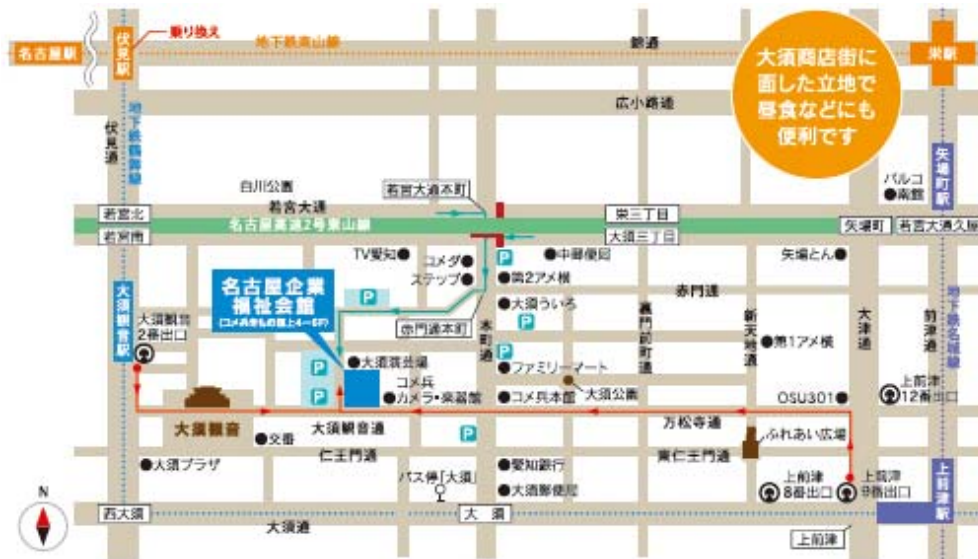 名古屋駅
伏見駅
乗り換え
地下鉄東山線
錦通
栄駅
大須商店街に
面した立地で
昼食などにも
便利です
広小路通
伏見通
地下鉄鶴舞線
白川公園
若宮大通本町
パルコ
南館
矢場町駅
若宮北
若宮大通
栄三丁目
若宮南
名古屋高速2号東山線
大須三丁目
矢場町
若宮大通久屋
TV愛知
コメダ
ステップ
中郵便局
矢場とん
第2アメ横
名古屋企業
福祉会館
赤門通
大須ういろ
赤門通本町
大須観音駅
大須観音
2番出口
本町通
裏門前町通
新天地通
第1アメ横
大津通
前津通
地下鉄名城線
大須演芸場
ファミリーマート
大須公園
コメ兵
カメラ・楽器館
コメ兵本館
OSU301
上前津
12番出口
大須観音
交番
大須観音通
万松寺通
ふれあい広場
仁王門通
東仁王門通
大須プラザ
バス停「大須」
愛知銀行
大須郵便局
上前津
8番出口
上前津
9番出口
上前津駅
N
西大須
大須通
大須
上前津
P
P
P
P
P
P
P